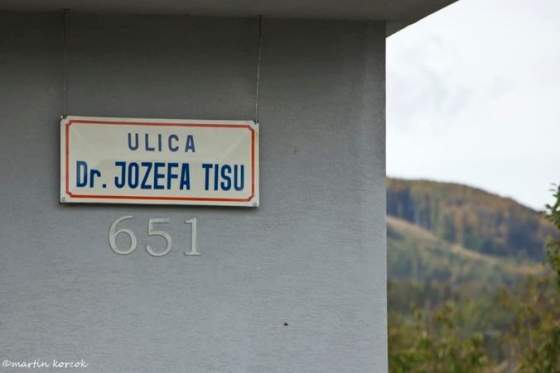 ULICA
Dr. JOZEFA TISU
651
©martin korcok